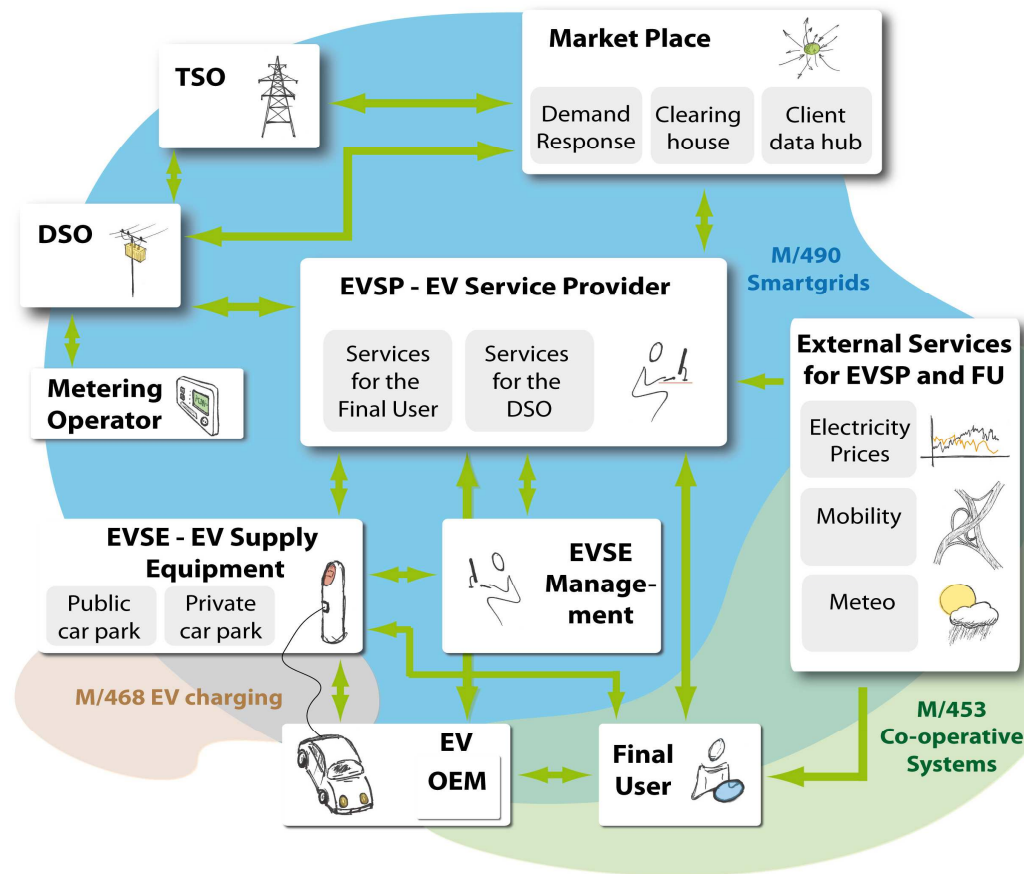 TSO
Market Place
Demand
Response
Clearing
house
Client
data hub
DSO
M/490
Smartgrids
EVSP - EV Service Provider
Services
for the
Final User
Services
for the
DSO
Metering
Operator
External Services
for EVSP and FU
Electricity
Prices
Mobility
Meteo
EVSE - EV Supply
Equipment
Public
car park
Private
car park
EVSE
Manage-
ment
M/468 EV charging
EV
OEM
Final
User
M/453
Co-operative
Systems